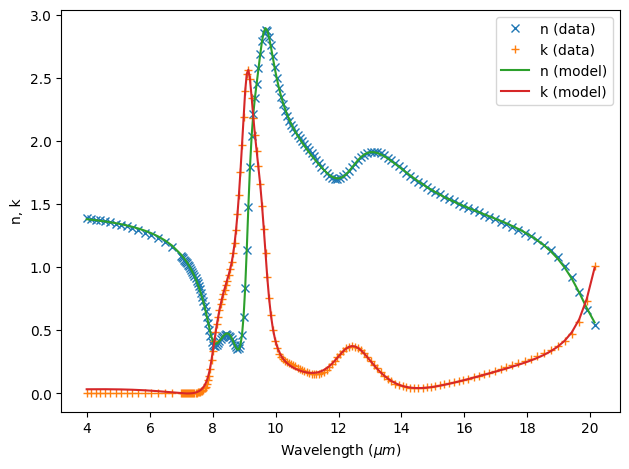 3.0
2.5
2.0
1.5
1.0
0.5
0.0
n, k
n (data)
k (data)
n (model)
k (model)
4 6 8 10 12 14 16 18 20
Wavelength (μm)